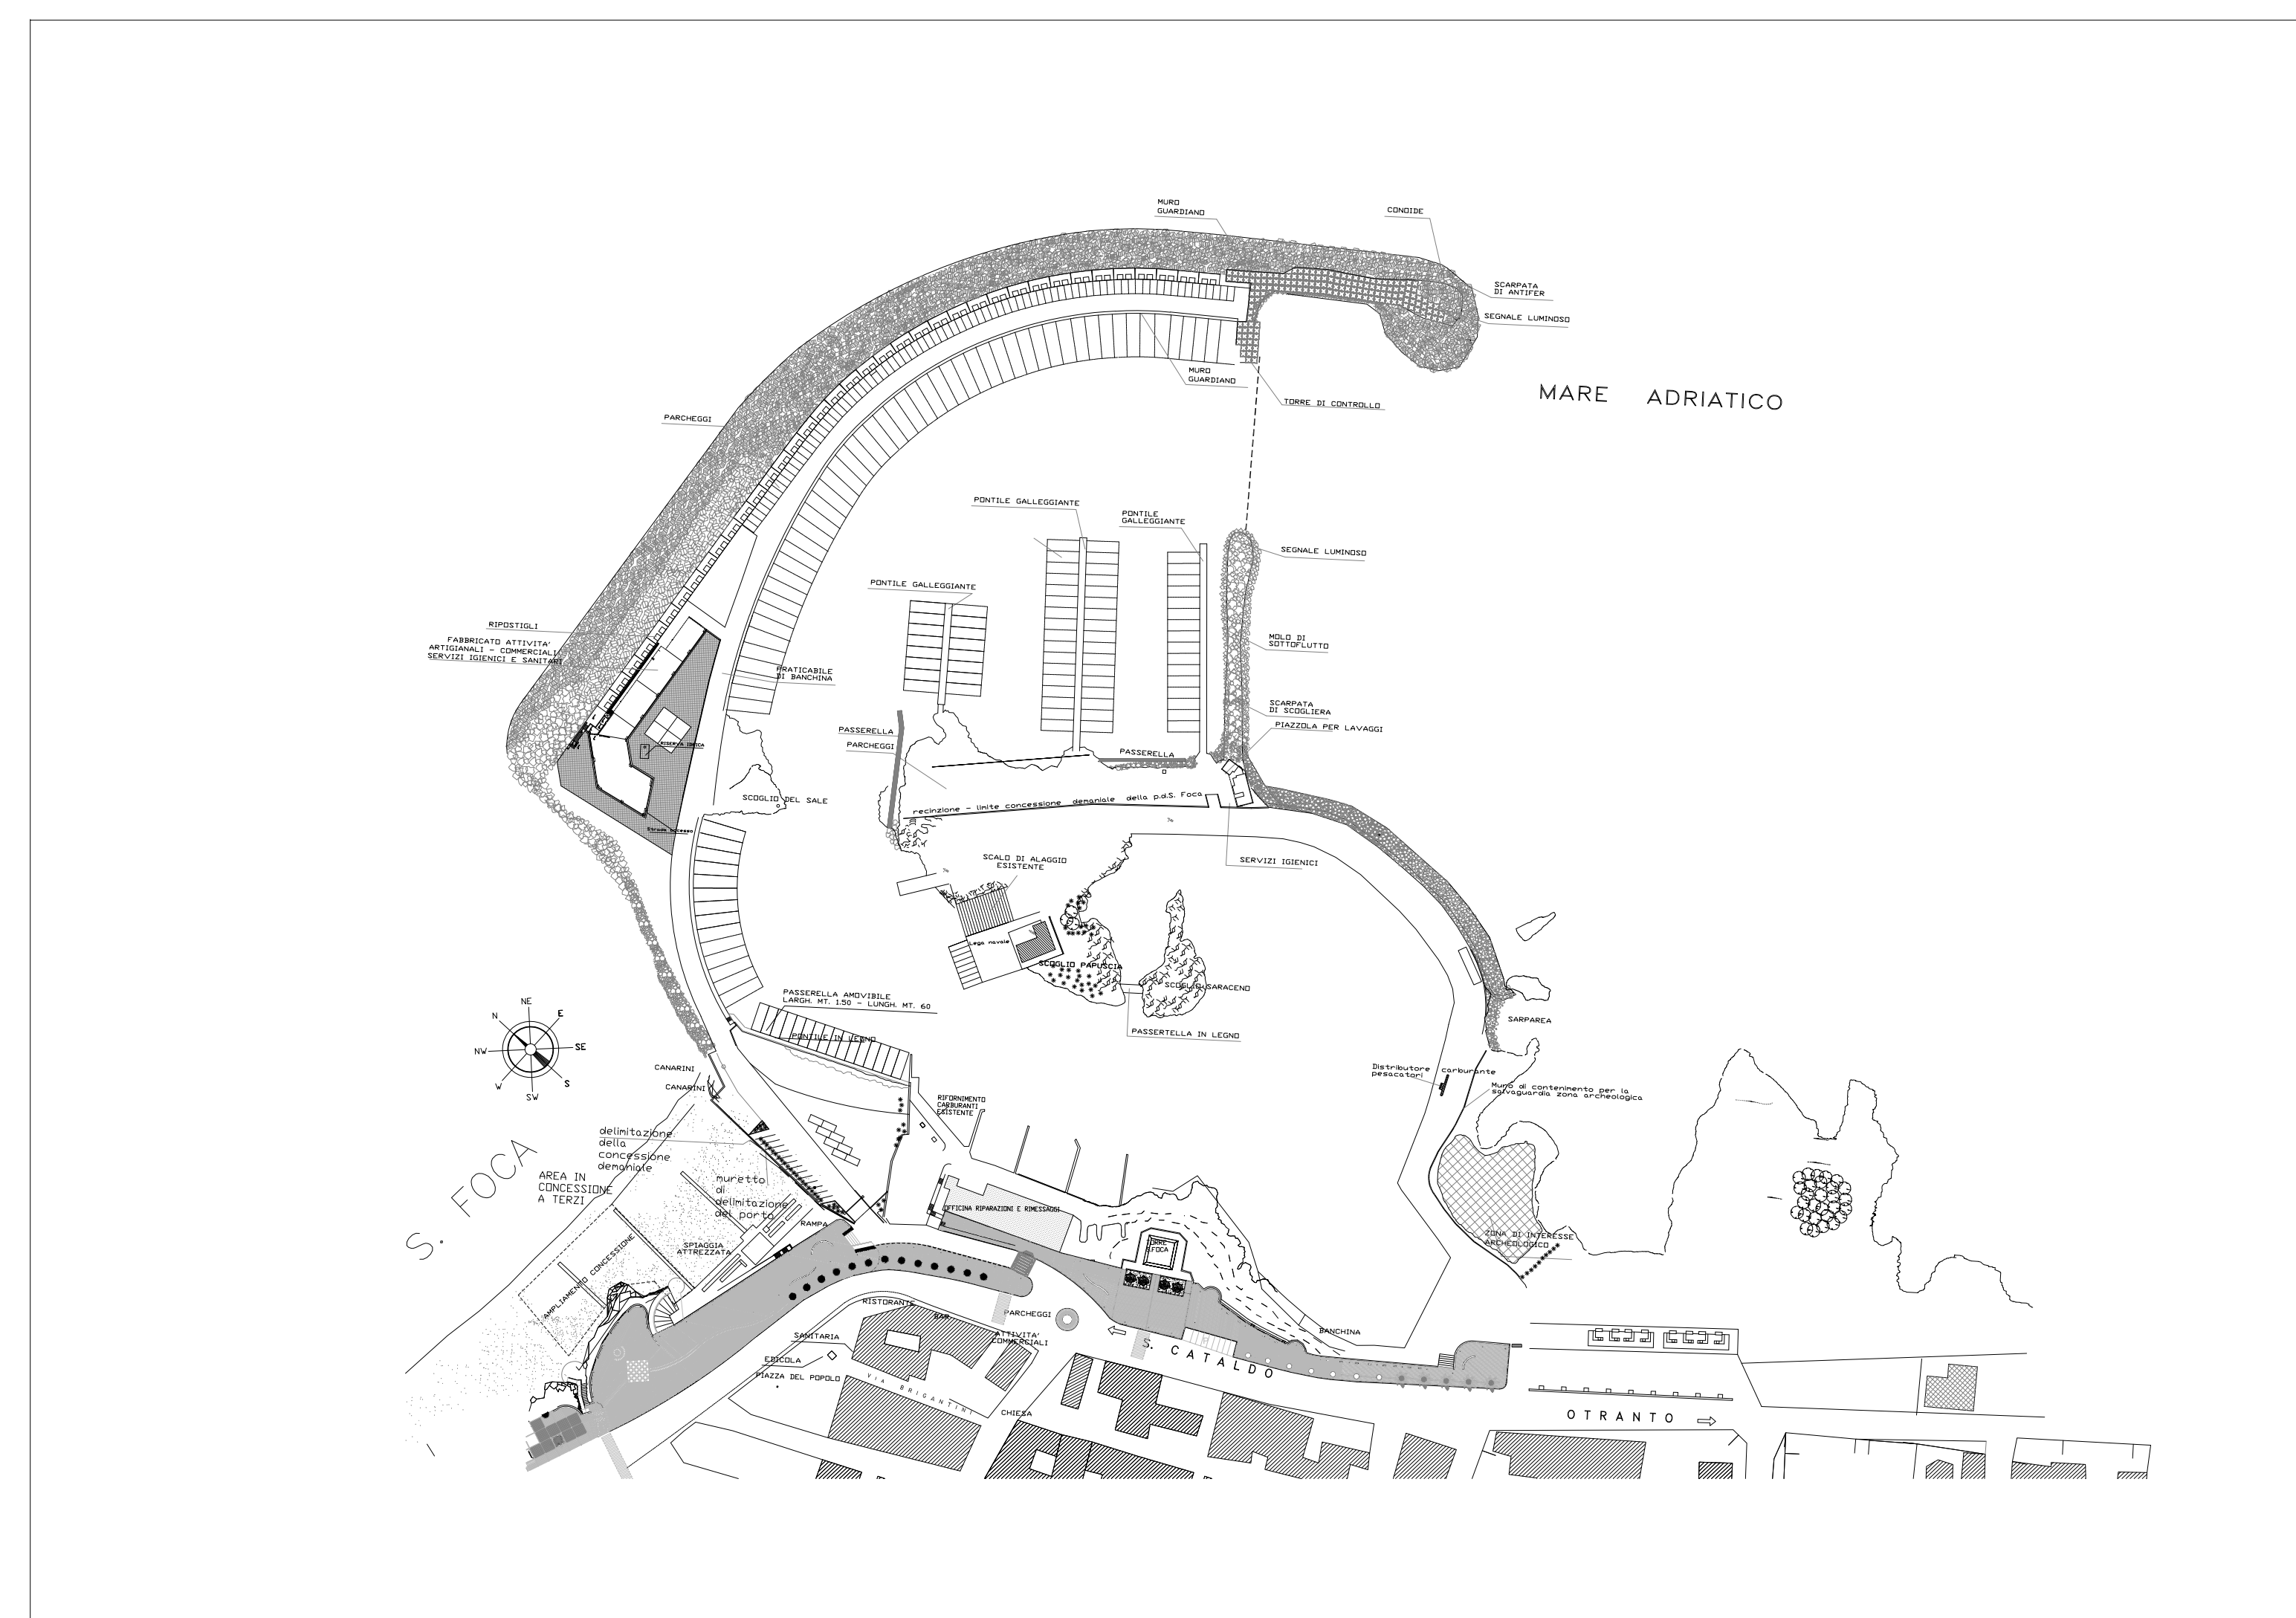 MURO
GUARDIANO
CONOIDE
SCARPATA
DI ANTIFER
SEGNALE LUMINOSO
MURO
GUARDIANO
TORRE DI CONTROLLO
MARE ADRIATICO
PARCHEGGI
PONTILE GALLEGGIANTE
PONTILE
GALLEGGIANTE
SEGNALE LUMINOSO
PONTILE GALLEGGIANTE
RIPOSTIGLI
FABBRICATO ATTIVITA'
ARTIGIANALI - COMMERCIALI
SERVIZI IGIENICI E SANITARI
MOLO DI
SOTTOFLUTTO
PRATICABILE
DI BANCHINA
SCARPATA
DI SCOGLIERA
PIAZZOLA PER LAVAGGI
PASSERELLA
PARCHEGGI
RISERVA IDRICA
PASSERELLA
SCOGLIO DEL SALE
recinzione - limite concessione demaniale della p.d.S. Foca
Strada accesso
SCALO DI ALAGGIO
ESISTENTE
SERVIZI IGIENICI
Lega navale
SCOGLIO PAPUSCIA
SCOGLIO SARACENO
PASSERELLA AMOVIBILE
LARGH. MT. 1.50 - LUNGH. MT. 60
PONTILE IN LEGNO
PASSERTELLA IN LEGNO
SARPAREA
NE
N
E
NW
SE
W
S
SW
CANARINI
CANARINI
Distributore carburante
pescatori
Muro di contenimento per la
salvaguardia zona archeologica
RIFORNIMENTO
CARBURANTI
ESISTENTE
delimitazione
della
concessione
demaniale
S. FOCA
AREA IN
CONCESSIONE
A TERZI
muretto
di
delimitazione
del porto
OFFICINA RIPARAZIONI E RIMESSAGGI
RAMPA
ZONA DI INTERESSE
ARCHEOLOGICO
TORRE
S.FOCA
SPIAGGIA
ATTREZZATA
AMPLIAMENTO CONCESSIONE
RISTORANTE
BAR
PARCHEGGI
ATTIVITA'
COMMERCIALI
BANCHINA
SANITARIA
S. CATALDO
EDICOLA
PIAZZA DEL POPOLO
VIA BRIGANTINI
CHIESA
OTRANTO